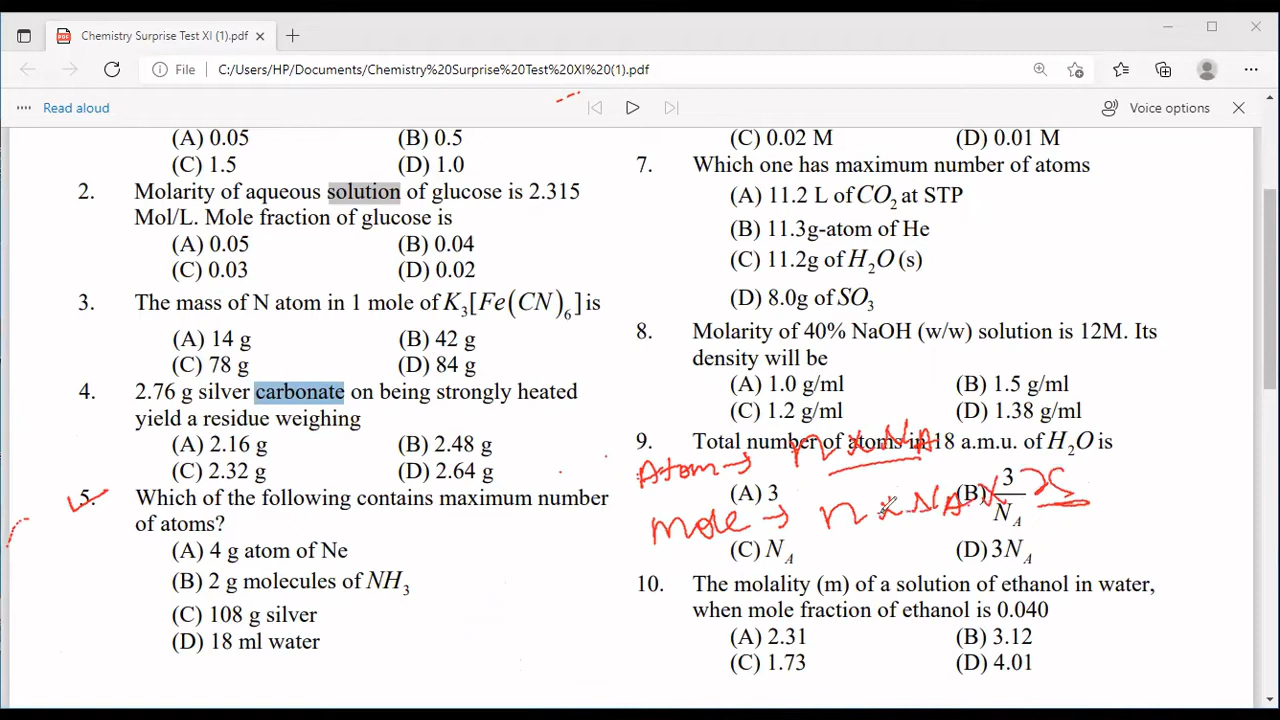 Chemistry Surprise Test XI (1).pdf
File C:/Users/HP/Documents/Chemistry%20Surprise%20Test%20XI%20(1).pdf
Read aloud
Voice options
(A) 0.05 (B) 0.5
(C) 1.5 (D) 1.0
2. Molarity of aqueous solution of glucose is 2.315
Mol/L. Mole fraction of glucose is
(A) 0.05 (B) 0.04
(C) 0.03 (D) 0.02
3. The mass of N atom in 1 mole of K₃[Fe(CN)₆] is
(A) 14 g (B) 42 g
(C) 78 g (D) 84 g
4. 2.76 g silver carbonate on being strongly heated
yield a residue weighing
(A) 2.16 g (B) 2.48 g
(C) 2.32 g (D) 2.64 g
5. Which of the following contains maximum number
of atoms?
(A) 4 g atom of Ne
(B) 2 g molecules of NH₃
(C) 108 g silver
(D) 18 ml water
(C) 0.02 M (D) 0.01 M
7. Which one has maximum number of atoms
(A) 11.2 L of CO₂ at STP
(B) 11.3g-atom of He
(C) 11.2g of H₂O (s)
(D) 8.0g of SO₃
8. Molarity of 40% NaOH (w/w) solution is 12M. Its
density will be
(A) 1.0 g/ml (B) 1.5 g/ml
(C) 1.2 g/ml (D) 1.38 g/ml
9. Total number of atoms in 18 a.m.u. of H₂O is
Atom → n × NA
(A) 3 (B) 3/N_A
Mole → n × NA ×
(C) N_A (D) 3N_A
10. The molality (m) of a solution of ethanol in water,
when mole fraction of ethanol is 0.040
(A) 2.31 (B) 3.12
(C) 1.73 (D) 4.01